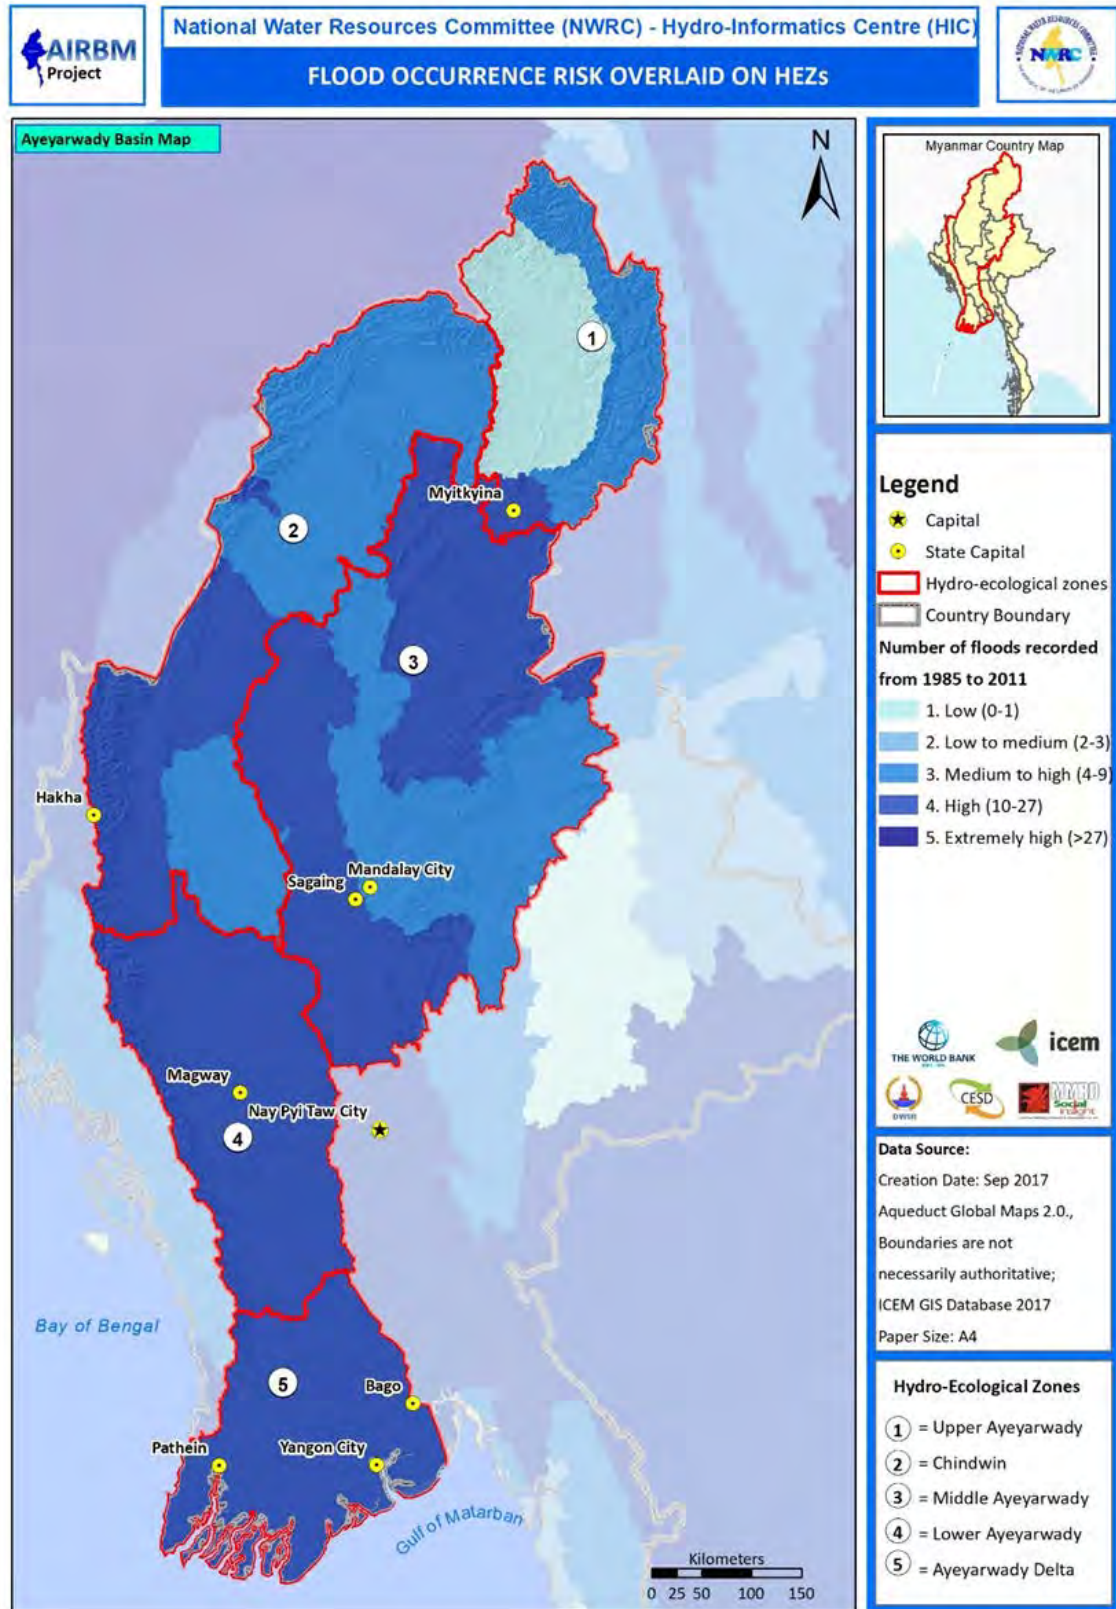 AIRBM
Project
National Water Resources Committee (NWRC) - Hydro-Informatics Centre (HIC)
FLOOD OCCURRENCE RISK OVERLAID ON HEZs
NWRC
Ayeyarwady Basin Map
N
1
2
Myitkyina
3
Hakha
Mandalay City
Sagaing
Magway
Nay Pyi Taw City
4
Bay of Bengal
5
Bago
Pathein
Yangon City
Gulf of Matarban
Kilometers
0 25 50 100 150
Myanmar Country Map
Legend
Capital
State Capital
Hydro-ecological zones
Country Boundary
Number of floods recorded
from 1985 to 2011
1. Low (0-1)
2. Low to medium (2-3)
3. Medium to high (4-9)
4. High (10-27)
5. Extremely high (>27)
THE WORLD BANK
icem
DWIR
CESD
MMRD
Social
Insight
Data Source:
Creation Date: Sep 2017
Aqueduct Global Maps 2.0.,
Boundaries are not
necessarily authoritative;
ICEM GIS Database 2017
Paper Size: A4
Hydro-Ecological Zones
1 = Upper Ayeyarwady
2 = Chindwin
3 = Middle Ayeyarwady
4 = Lower Ayeyarwady
5 = Ayeyarwady Delta